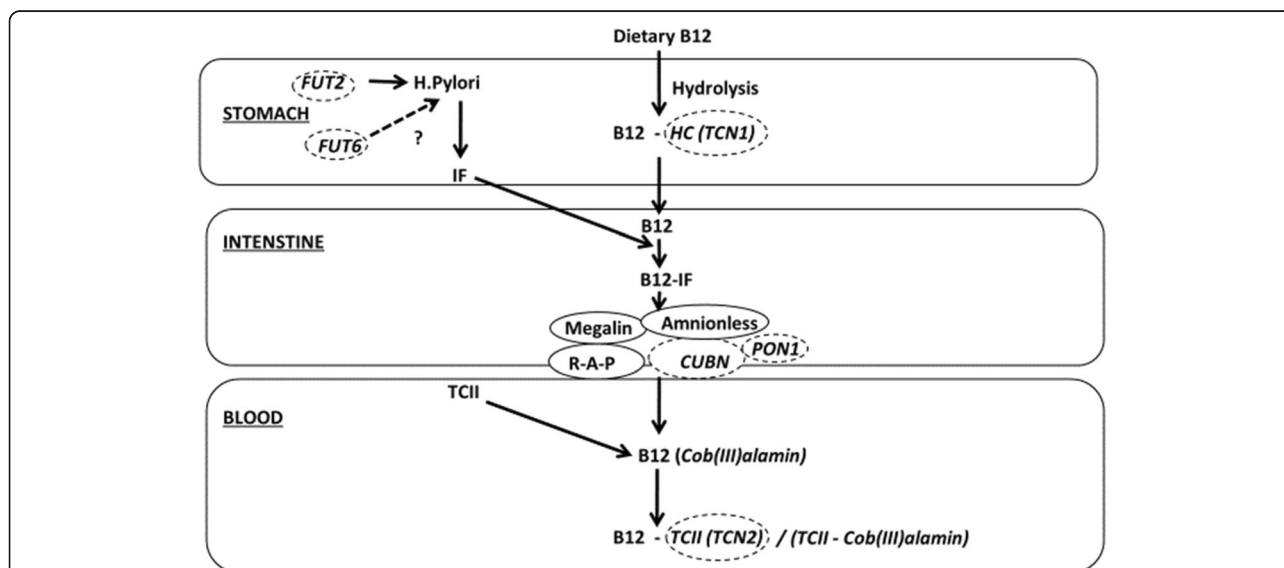 Dietary B12
STOMACH
FUT2
H.Pylori
Hydrolysis
FUT6
?
B12 - HC (TCN1)
IF
INTENSTINE
B12
B12-IF
Megalin
Amnionless
R-A-P
CUBN
PON1
BLOOD
TCII
B12 (Cob(III)alamin)
B12 - TCII (TCN2) / (TCII - Cob(III)alamin)